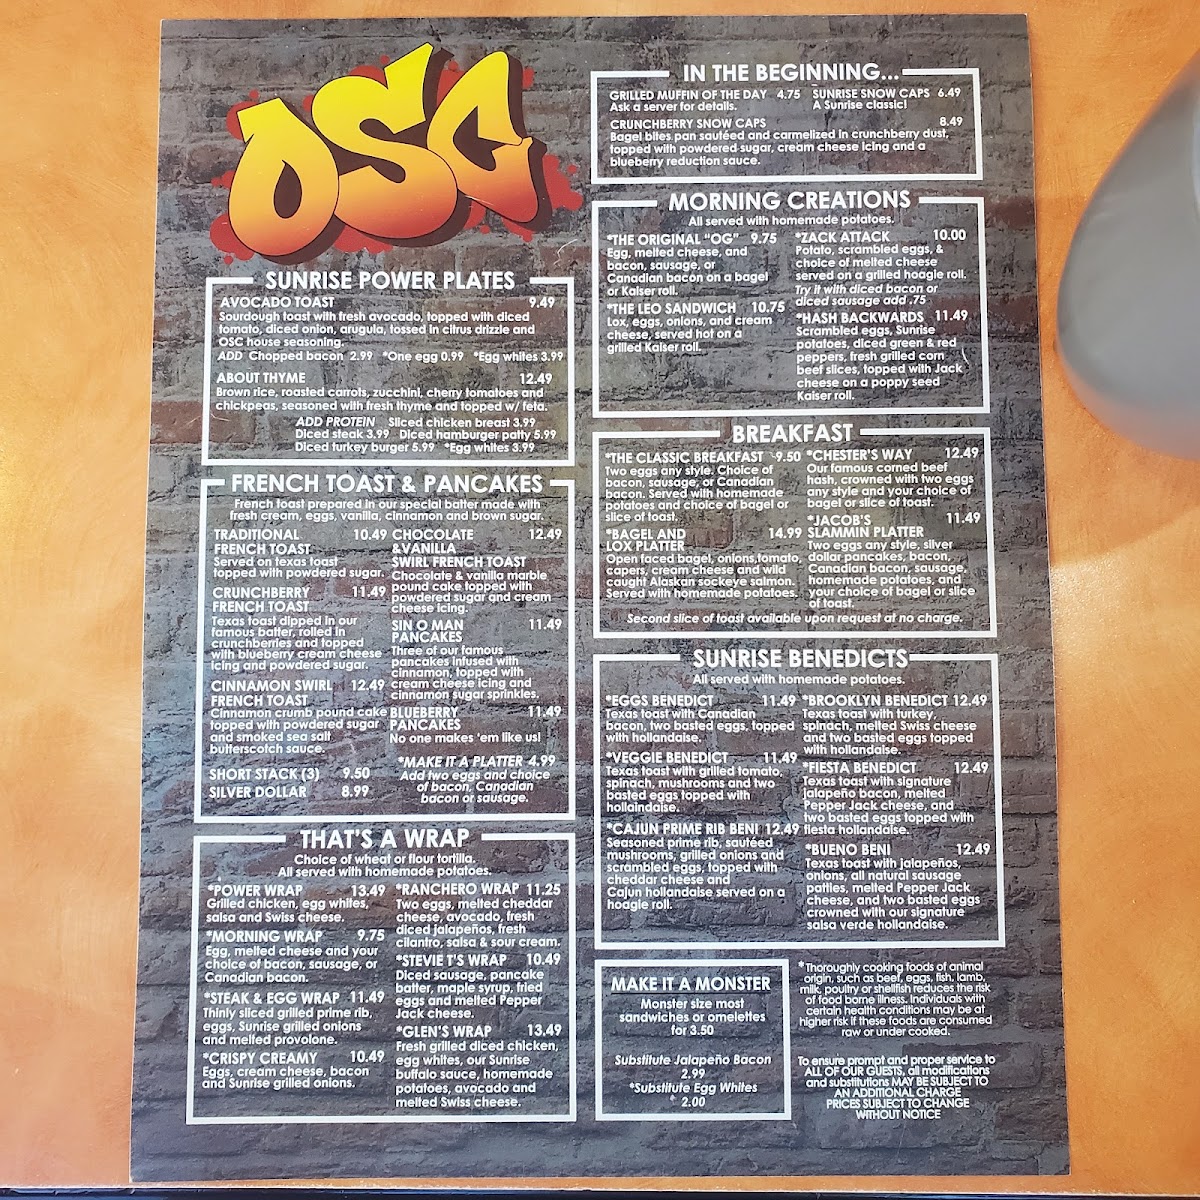 OSC
SUNRISE POWER PLATES
AVOCADO TOAST 9.49
Sourdough toast with fresh avocado, topped with diced
tomato, diced onion, arugula, tossed in citrus drizzle and
OSC house seasoning.
ADD Chopped bacon 2.99 *One egg 0.99 *Egg whites 3.99
ABOUT THYME 12.49
Brown rice, roasted carrots, zucchini, cherry tomatoes and
chickpeas, seasoned with fresh thyme and topped w/ feta.
ADD PROTEIN Sliced chicken breast 3.99
Diced steak 3.99 Diced hamburger patty 5.99
Diced turkey burger 5.99 *Egg whites 3.99
FRENCH TOAST & PANCAKES
French toast prepared in our special batter made with
fresh cream, eggs, vanilla, cinnamon and brown sugar.
TRADITIONAL 10.49
FRENCH TOAST
Served on texas toast
topped with powdered sugar.
CRUNCHBERRY 11.49
FRENCH TOAST
Texas toast dipped in our
famous batter, rolled in
crunchberries and topped
with blueberry cream cheese
icing and powdered sugar.
CINNAMON SWIRL 12.49
FRENCH TOAST
Cinnamon crumb pound cake
topped with powdered sugar
and smoked sea salt
butterscotch sauce.
SHORT STACK (3) 9.50
SILVER DOLLAR 8.99
CHOCOLATE 12.49
&VANILLA
SWIRL FRENCH TOAST
Chocolate & vanilla marble
pound cake topped with
powdered sugar and cream
cheese icing.
SIN O MAN 11.49
PANCAKES
Three of our famous
pancakes infused with
cinnamon, topped with
cream cheese icing and
cinnamon sugar sprinkles.
BLUEBERRY 11.49
PANCAKES
No one makes 'em like us!
*MAKE IT A PLATTER 4.99
Add two eggs and choice
of bacon, Canadian
bacon or sausage.
THAT'S A WRAP
Choice of wheat or flour tortilla.
All served with homemade potatoes.
*POWER WRAP 13.49
Grilled chicken, egg whites,
salsa and Swiss cheese.
*MORNING WRAP 9.75
Egg, melted cheese and your
choice of bacon, sausage, or
Canadian bacon.
*STEAK & EGG WRAP 11.49
Thinly sliced grilled prime rib,
eggs, Sunrise grilled onions
and melted provolone.
*CRISPY CREAMY 10.49
Eggs, cream cheese, bacon
and Sunrise grilled onions.
*RANCHERO WRAP 11.25
Two eggs, melted cheddar
cheese, avocado, fresh
diced jalapeños, fresh
cilantro, salsa & sour cream.
*STEVIE T'S WRAP 10.49
Diced sausage, pancake
batter, maple syrup, fried
eggs and melted Pepper
Jack cheese.
*GLEN'S WRAP 13.49
Fresh grilled diced chicken,
egg whites, our Sunrise
buffalo sauce, homemade
potatoes, avocado and
melted Swiss cheese.
IN THE BEGINNING...
GRILLED MUFFIN OF THE DAY 4.75
Ask a server for details.
SUNRISE SNOW CAPS 6.49
A Sunrise classic!
CRUNCHBERRY SNOW CAPS 8.49
Bagel bites pan sautéed and carmelized in crunchberry dust,
topped with powdered sugar, cream cheese icing and a
blueberry reduction sauce.
MORNING CREATIONS
All served with homemade potatoes.
*THE ORIGINAL "OG" 9.75
Egg, melted cheese, and
bacon, sausage, or
Canadian bacon on a bagel
or Kaiser roll.
*THE LEO SANDWICH 10.75
Lox, eggs, onions, and cream
cheese, served hot on a
grilled Kaiser roll.
*ZACK ATTACK 10.00
Potato, scrambled eggs, &
choice of melted cheese
served on a grilled hoagie roll.
Try it with diced bacon or
diced sausage add .75
*HASH BACKWARDS 11.49
Scrambled eggs, Sunrise
potatoes, diced green & red
peppers, fresh grilled corn
beef slices, topped with Jack
cheese on a poppy seed
Kaiser roll.
BREAKFAST
*THE CLASSIC BREAKFAST 9.50
Two eggs any style. Choice of
bacon, sausage, or Canadian
bacon. Served with homemade
potatoes and choice of bagel or
slice of toast.
*BAGEL AND 14.99
LOX PLATTER
Open faced bagel, onions,tomato,
capers, cream cheese and wild
caught Alaskan sockeye salmon.
Served with homemade potatoes.
*CHESTER'S WAY 12.49
Our famous corned beef
hash, crowned with two eggs
any style and your choice of
bagel or slice of toast.
*JACOB'S 11.49
SLAMMIN PLATTER
Two eggs any style, silver
dollar pancakes, bacon,
Canadian bacon, sausage,
homemade potatoes, and
your choice of bagel or slice
of toast.
Second slice of toast available upon request at no charge.
SUNRISE BENEDICTS
All served with homemade potatoes.
*EGGS BENEDICT 11.49
Texas toast with Canadian
bacon, two basted eggs, topped
with hollandaise.
*VEGGIE BENEDICT 11.49
Texas toast with grilled tomato,
spinach, mushrooms and two
basted eggs topped with
hollaindaise.
*CAJUN PRIME RIB BENI 12.49
Seasoned prime rib, sautéed
mushrooms, grilled onions and
scrambled eggs, topped with
cheddar cheese and
Cajun hollandaise served on a
hoagie roll.
*BROOKLYN BENEDICT 12.49
Texas toast with turkey,
spinach, melted Swiss cheese
and two basted eggs topped
with hollandaise.
*FIESTA BENEDICT 12.49
Texas toast with signature
jalapeño bacon, melted
Pepper Jack cheese, and
two basted eggs topped with
fiesta hollandaise.
*BUENO BENI 12.49
Texas toast with jalapeños,
onions, all natural sausage
patties, melted Pepper Jack
cheese, and two basted eggs
crowned with our signature
salsa verde hollandaise.
MAKE IT A MONSTER
Monster size most
sandwiches or omelettes
for 3.50
Substitute Jalapeño Bacon
2.99
*Substitute Egg Whites
2.00
*Thoroughly cooking foods of animal
origin, such as beef, eggs, fish, lamb,
milk, poultry or shellfish reduces the risk
of food borne illness. Individuals with
certain health conditions may be at
higher risk if these foods are consumed
raw or under cooked.
To ensure prompt and proper service to
ALL OF OUR GUESTS, all modifications
and substitutions MAY BE SUBJECT TO
AN ADDITIONAL CHARGE
PRICES SUBJECT TO CHANGE
WITHOUT NOTICE